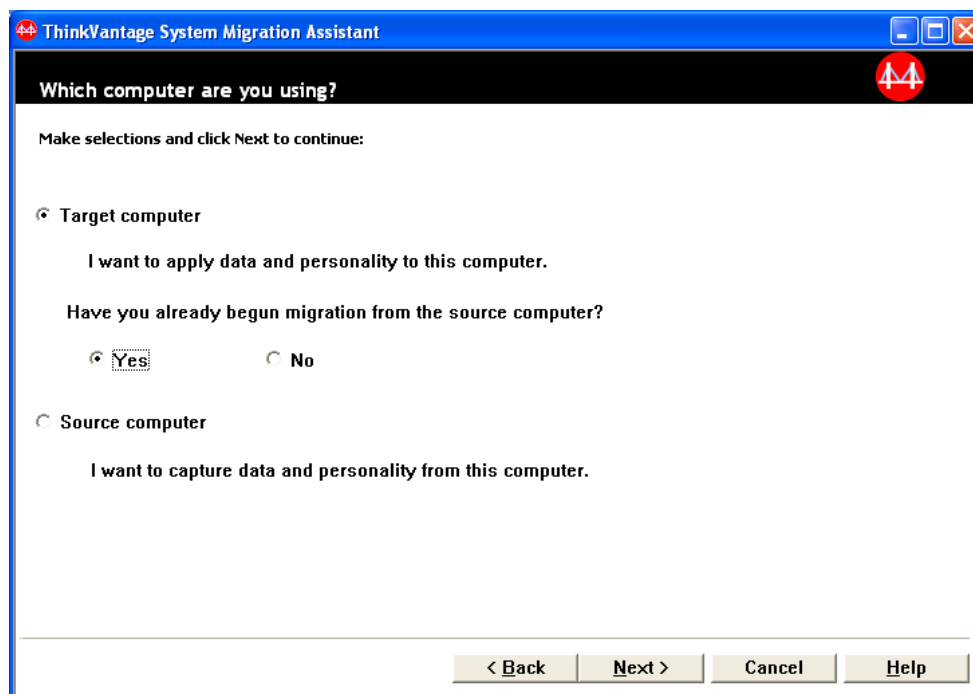 ThinkVantage System Migration Assistant
Which computer are you using?
Make selections and click Next to continue:
Target computer
I want to apply data and personality to this computer.
Have you already begun migration from the source computer?
Yes No
Source computer
I want to capture data and personality from this computer.
< Back Next > Cancel Help